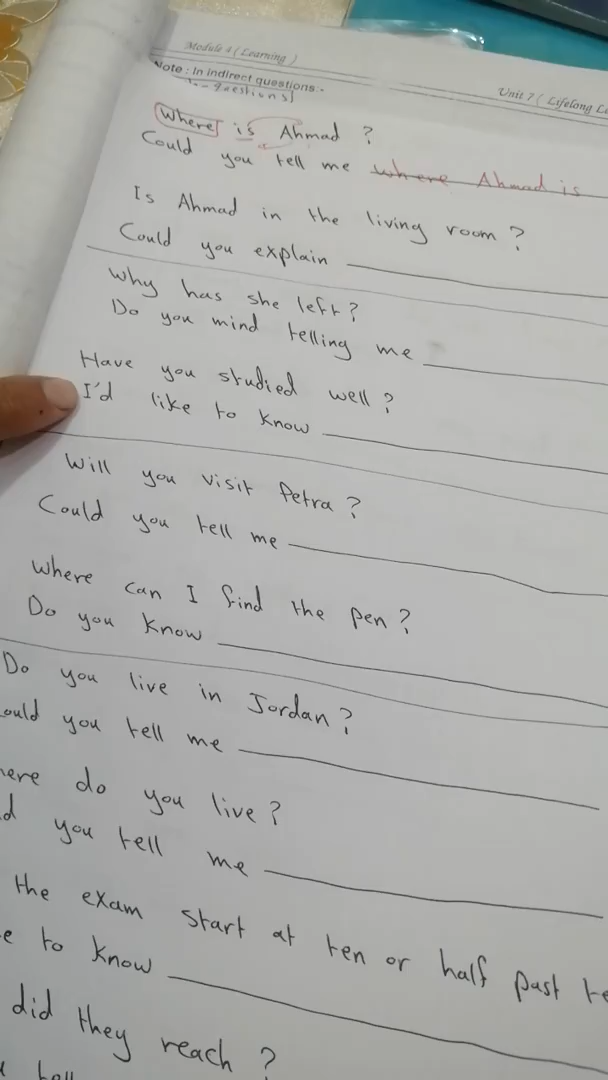 Module 4 ( Learning )
Unit 7 ( Lifelong
Note : In indirect questions:-
questions
Where is Ahmad ?
Could you tell me where Ahmad is
Is Ahmad in the living room ?
Could you explain
Why has she left ?
Do you mind telling me
Have you studied well ?
I'd like to know
Will you visit Petra ?
Could you tell me
Where can I find the pen ?
Do you know
Do you live in Jordan ?
ould you tell me
here do you live ?
d you tell me
the exam start at ten or half past te
e to know
did they reach ?
tell